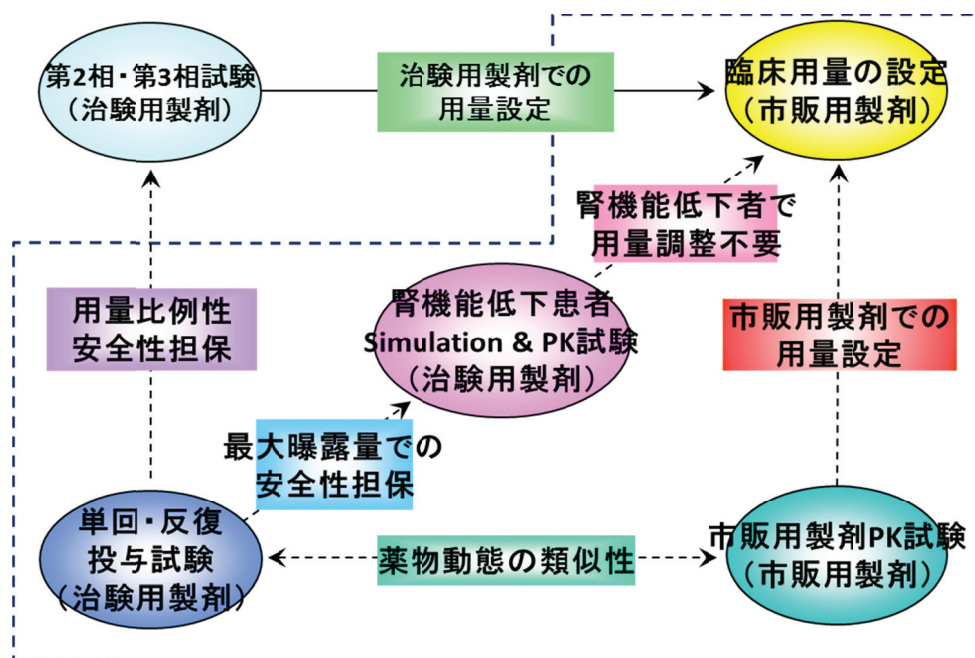 第2相・第3相試験
（治験用製剤）
治験用製剤での
用量設定
臨床用量の設定
（市販用製剤）
腎機能低下者で
用量調整不要
用量比例性
安全性担保
腎機能低下患者
Simulation & PK試験
（治験用製剤）
市販用製剤での
用量設定
最大曝露量での
安全性担保
単回・反復
投与試験
（治験用製剤）
薬物動態の類似性
市販用製剤PK試験
（市販用製剤）